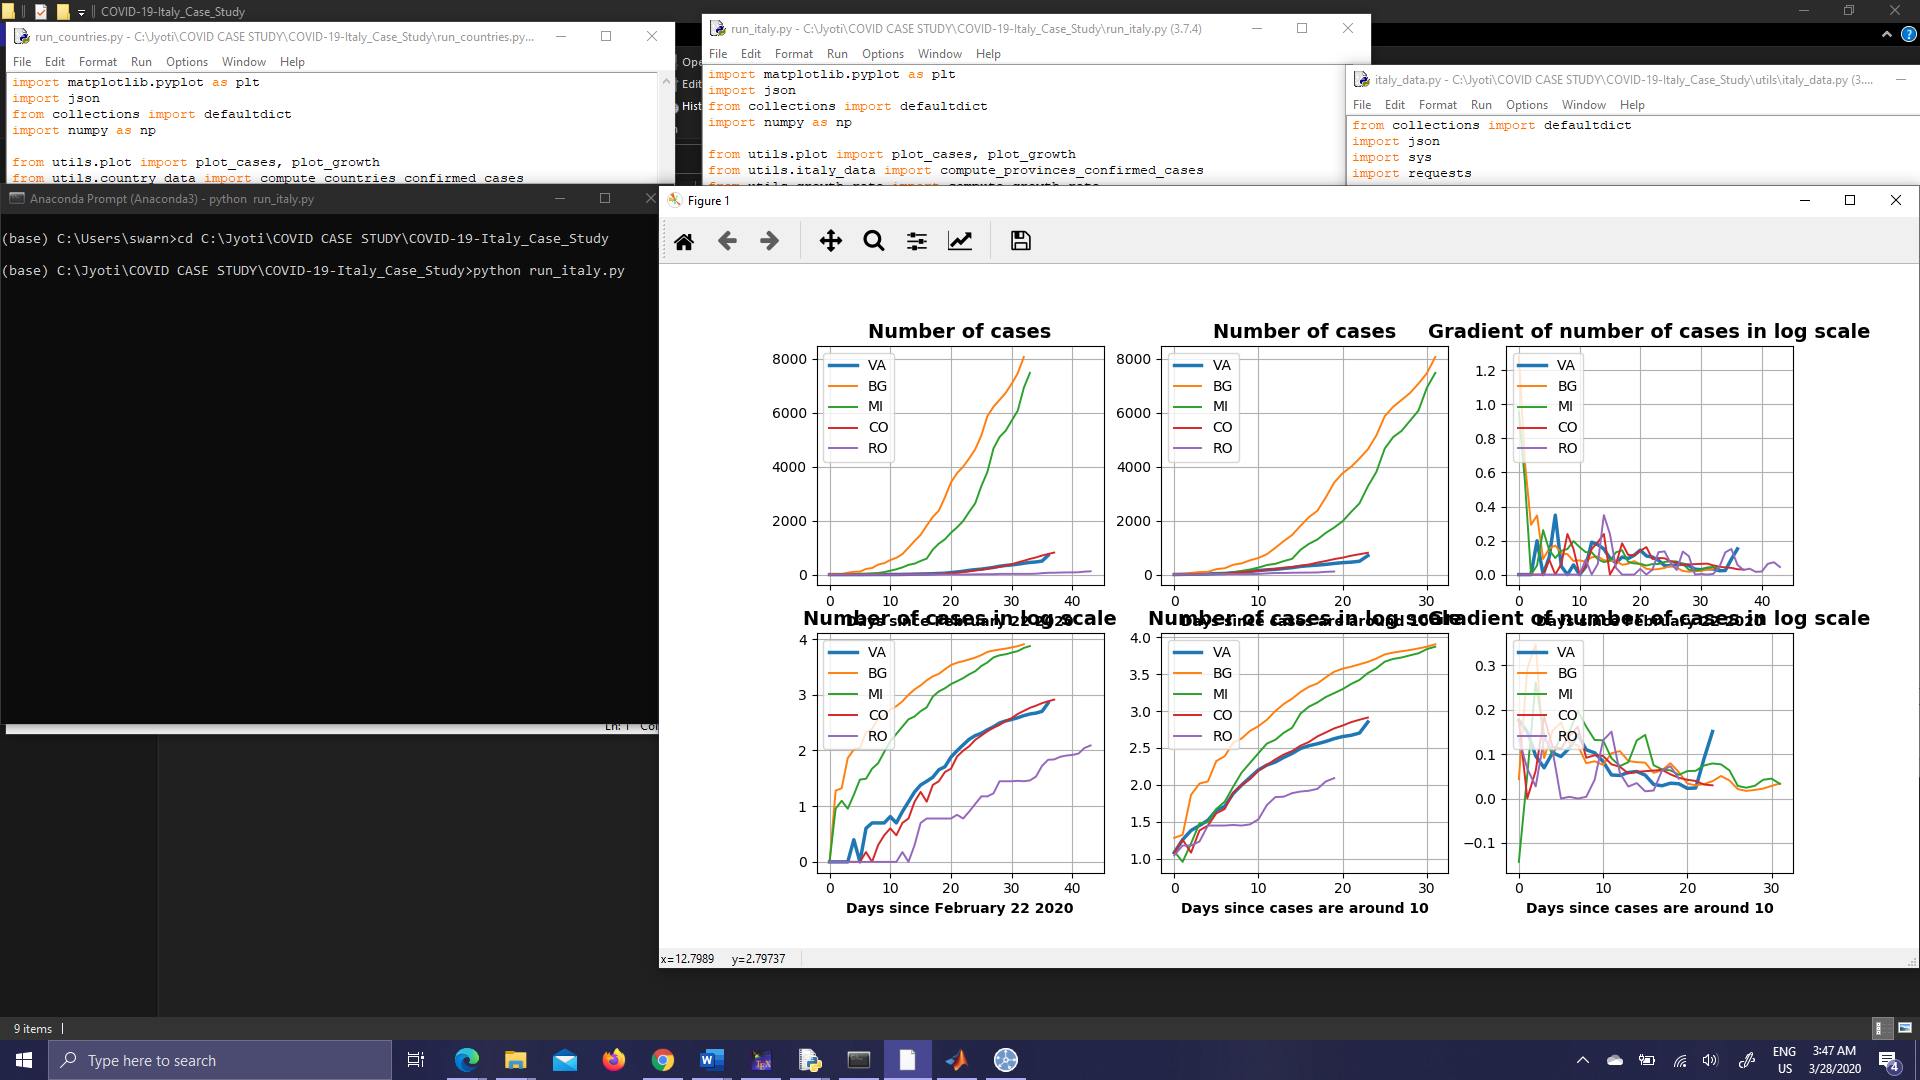 COVID-19-Italy_Case_Study
run_countries.py - C:\Jyoti\COVID CASE STUDY\COVID-19-Italy_Case_Study\run_countries.py...
File Edit Format Run Options Window Help
import matplotlib.pyplot as plt
import json
from collections import defaultdict
import numpy as np
from utils.plot import plot_cases, plot_growth
from utils.country_data import compute_countries_confirmed_cases
Ope
Edit
Hist
run_italy.py - C:\Jyoti\COVID CASE STUDY\COVID-19-Italy_Case_Study\run_italy.py (3.7.4)
File Edit Format Run Options Window Help
import matplotlib.pyplot as plt
import json
from collections import defaultdict
import numpy as np
from utils.plot import plot_cases, plot_growth
from utils.italy_data import compute_provinces_confirmed_cases
from utils.growth_rate import compute_growth_rate
italy_data.py - C:\Jyoti\COVID CASE STUDY\COVID-19-Italy_Case_Study\utils\italy_data.py (3....
File Edit Format Run Options Window Help
from collections import defaultdict
import json
import sys
import requests
Anaconda Prompt (Anaconda3) - python run_italy.py
(base) C:\Users\swarn>cd C:\Jyoti\COVID CASE STUDY\COVID-19-Italy_Case_Study
(base) C:\Jyoti\COVID CASE STUDY\COVID-19-Italy_Case_Study>python run_italy.py
Ln: 1 Col
Figure 1
Number of cases
8000
6000
4000
2000
0
VA
BG
MI
CO
RO
0 10 20 30 40
Days since February 22 2020
Number of cases
8000
6000
4000
2000
0
VA
BG
MI
CO
RO
0 10 20 30
Days since cases are around 10
Gradient of number of cases in log scale
1.2
1.0
0.8
0.6
0.4
0.2
0.0
VA
BG
MI
CO
RO
0 10 20 30 40
Days since February 22 2020
Number of cases in log scale
4
3
2
1
0
VA
BG
MI
CO
RO
0 10 20 30 40
Days since February 22 2020
Number of cases in log scale
4.0
3.5
3.0
2.5
2.0
1.5
1.0
VA
BG
MI
CO
RO
0 10 20 30
Days since cases are around 10
Gradient of number of cases in log scale
0.3
0.2
0.1
0.0
−0.1
VA
BG
MI
CO
RO
0 10 20 30
Days since cases are around 10
x=12.7989 y=2.79737
9 items
Type here to search
ENG
US
3:47 AM
3/28/2020
4